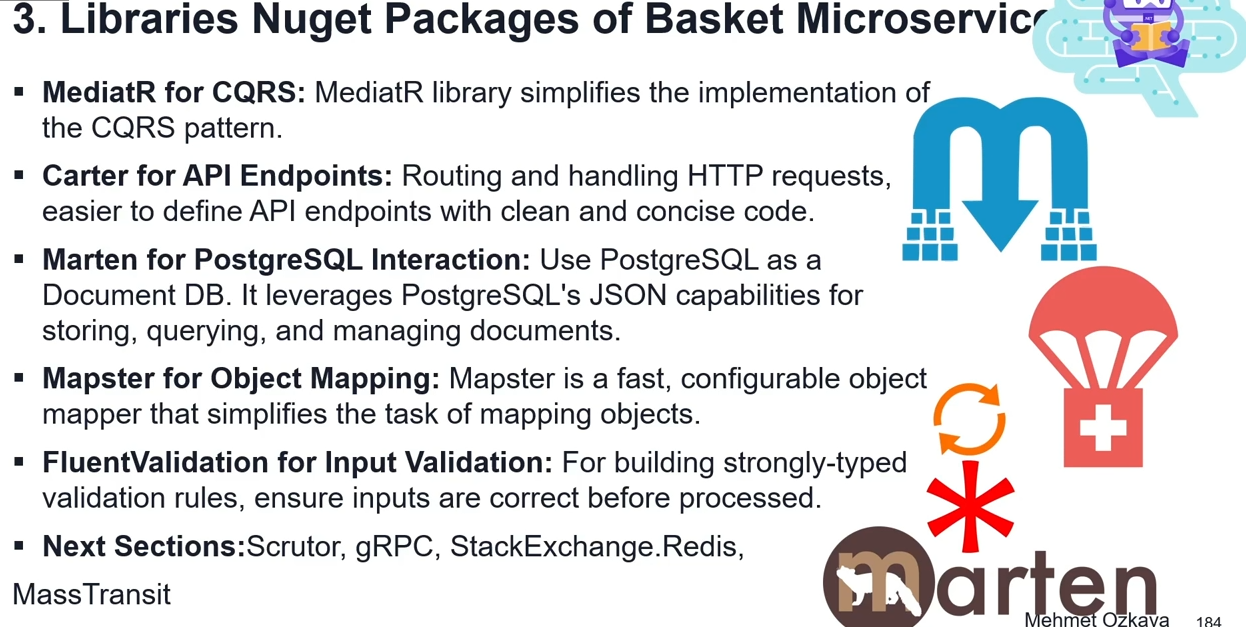 3. Libraries Nuget Packages of Basket Microservice
▪ MediatR for CQRS: MediatR library simplifies the implementation of
the CQRS pattern.
▪ Carter for API Endpoints: Routing and handling HTTP requests,
easier to define API endpoints with clean and concise code.
▪ Marten for PostgreSQL Interaction: Use PostgreSQL as a
Document DB. It leverages PostgreSQL's JSON capabilities for
storing, querying, and managing documents.
▪ Mapster for Object Mapping: Mapster is a fast, configurable object
mapper that simplifies the task of mapping objects.
▪ FluentValidation for Input Validation: For building strongly-typed
validation rules, ensure inputs are correct before processed.
▪ Next Sections:Scrutor, gRPC, StackExchange.Redis,
MassTransit
marten
Mehmet Ozkaya 184